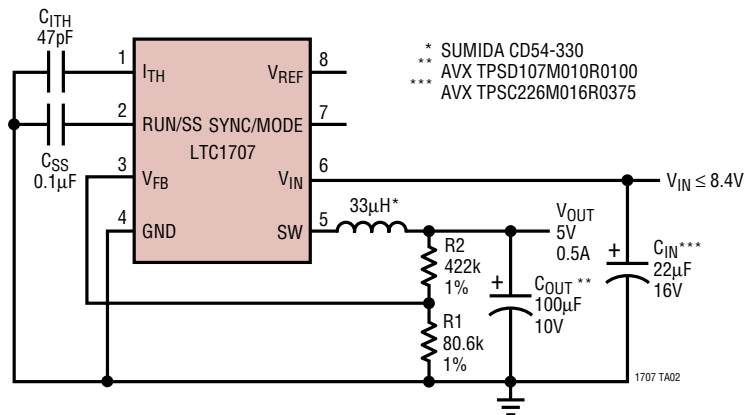 C_ITH
47pF
1
I_TH
V_REF
8
* SUMIDA CD54-330
** AVX TPSD107M010R0100
*** AVX TPSC226M016R0375
2
RUN/SS
SYNC/MODE
7
LTC1707
C_SS
0.1µF
3
V_FB
V_IN
6
V_IN ≤ 8.4V
4
GND
SW
5
33µH*
V_OUT
5V
0.5A
R2
422k
1%
+
C_OUT **
100µF
10V
+
C_IN***
22µF
16V
R1
80.6k
1%
1707 TA02